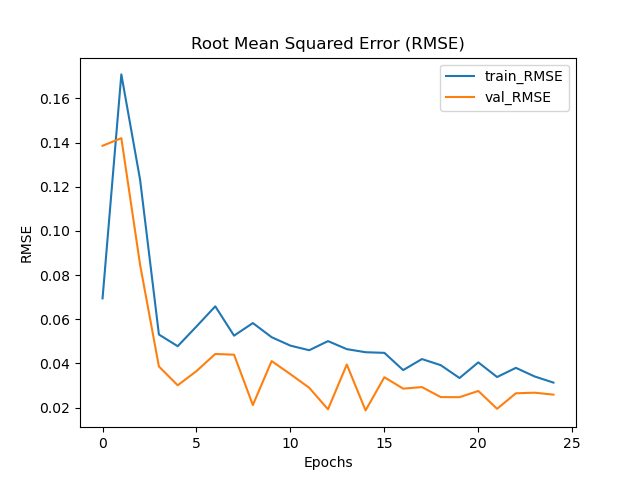 Root Mean Squared Error (RMSE)
train_RMSE
val_RMSE
RMSE
0.16
0.14
0.12
0.10
0.08
0.06
0.04
0.02
0 5 10 15 20 25
Epochs